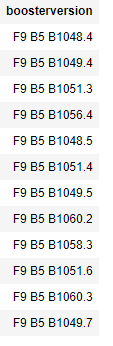 boosterversion
F9 B5 B1048.4
F9 B5 B1049.4
F9 B5 B1051.3
F9 B5 B1056.4
F9 B5 B1048.5
F9 B5 B1051.4
F9 B5 B1049.5
F9 B5 B1060.2
F9 B5 B1058.3
F9 B5 B1051.6
F9 B5 B1060.3
F9 B5 B1049.7